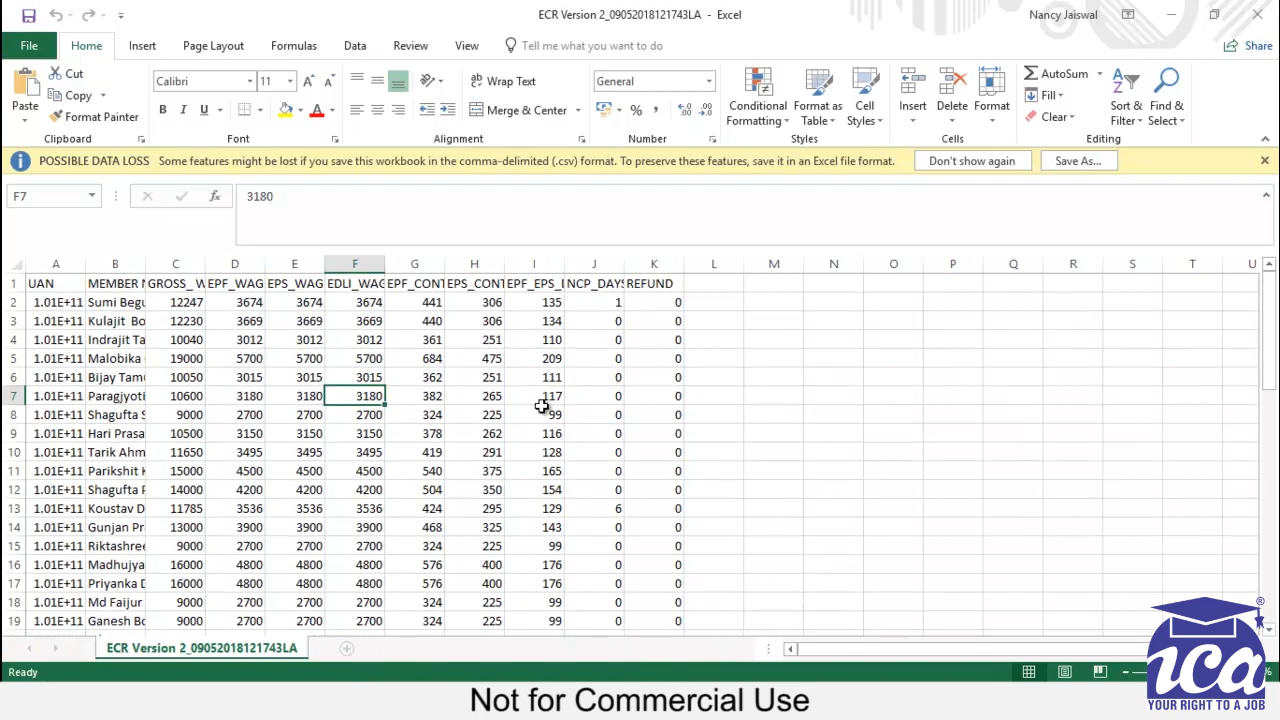 ECR Version 2_09052018121743LA - Excel
Nancy Jaiswal
File Home Insert Page Layout Formulas Data Review View Tell me what you want to do Share
Cut Calibri 11 Wrap Text General AutoSum
Copy Fill
Paste Format Painter B I U Merge & Center % , Conditional Formatting Format as Table Cell Styles Insert Delete Format Clear Sort & Filter Find & Select
Clipboard Font Alignment Number Styles Cells Editing
POSSIBLE DATA LOSS Some features might be lost if you save this workbook in the comma-delimited (.csv) format. To preserve these features, save it in an Excel file format. Don't show again Save As...
F7 fx 3180
A B C D E F G H I J K L M N O P Q R S T U
1 UAN MEMBER N GROSS_ W EPF_WAG EPS_WAG EDLI_WAG EPF_CONT EPS_CONT EPF_EPS_ NCP_DAYS REFUND
2 1.01E+11 Sumi Begu 12247 3674 3674 3674 441 306 135 1 0
3 1.01E+11 Kulajit Bo 12230 3669 3669 3669 440 306 134 0 0
4 1.01E+11 Indrajit Ta 10040 3012 3012 3012 361 251 110 0 0
5 1.01E+11 Malobika 19000 5700 5700 5700 684 475 209 0 0
6 1.01E+11 Bijay Tamu 10050 3015 3015 3015 362 251 111 0 0
7 1.01E+11 Paragjyoti 10600 3180 3180 3180 382 265 117 0 0
8 1.01E+11 Shagufta S 9000 2700 2700 2700 324 225 99 0 0
9 1.01E+11 Hari Prasa 10500 3150 3150 3150 378 262 116 0 0
10 1.01E+11 Tarik Ahm 11650 3495 3495 3495 419 291 128 0 0
11 1.01E+11 Parikshit K 15000 4500 4500 4500 540 375 165 0 0
12 1.01E+11 Shagufta P 14000 4200 4200 4200 504 350 154 0 0
13 1.01E+11 Koustav D 11785 3536 3536 3536 424 295 129 6 0
14 1.01E+11 Gunjan Pr 13000 3900 3900 3900 468 325 143 0 0
15 1.01E+11 Riktashree 9000 2700 2700 2700 324 225 99 0 0
16 1.01E+11 Madhujya 16000 4800 4800 4800 576 400 176 0 0
17 1.01E+11 Priyanka D 16000 4800 4800 4800 576 400 176 0 0
18 1.01E+11 Md Faijur 9000 2700 2700 2700 324 225 99 0 0
19 1.01E+11 Ganesh Bo 9000 2700 2700 2700 324 225 99 0 0
ECR Version 2_09052018121743LA
Ready
ica
YOUR RIGHT TO A JOB
Not for Commercial Use